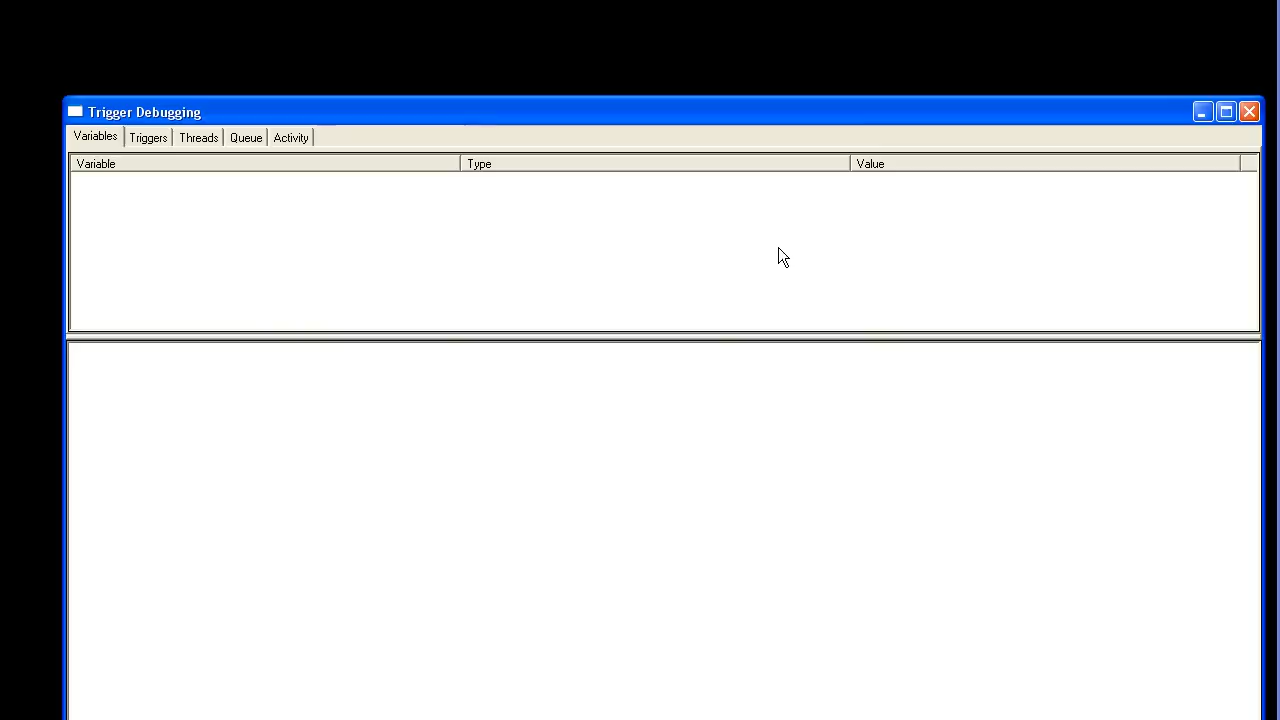 Trigger Debugging
Variables Triggers Threads Queue Activity
Variable Type Value